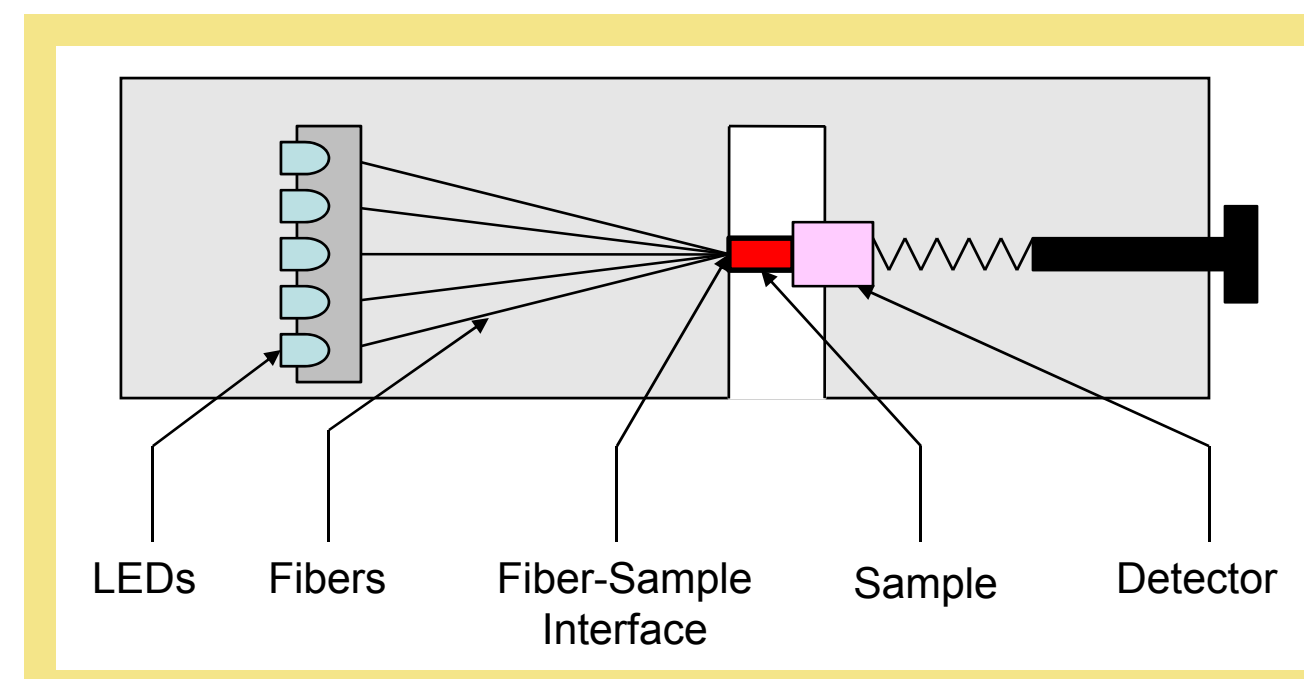 LEDs
Fibers
Fiber-Sample
Interface
Sample
Detector